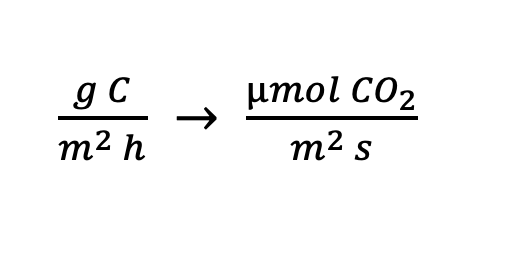 g C / m² h → µmol CO₂ / m² s